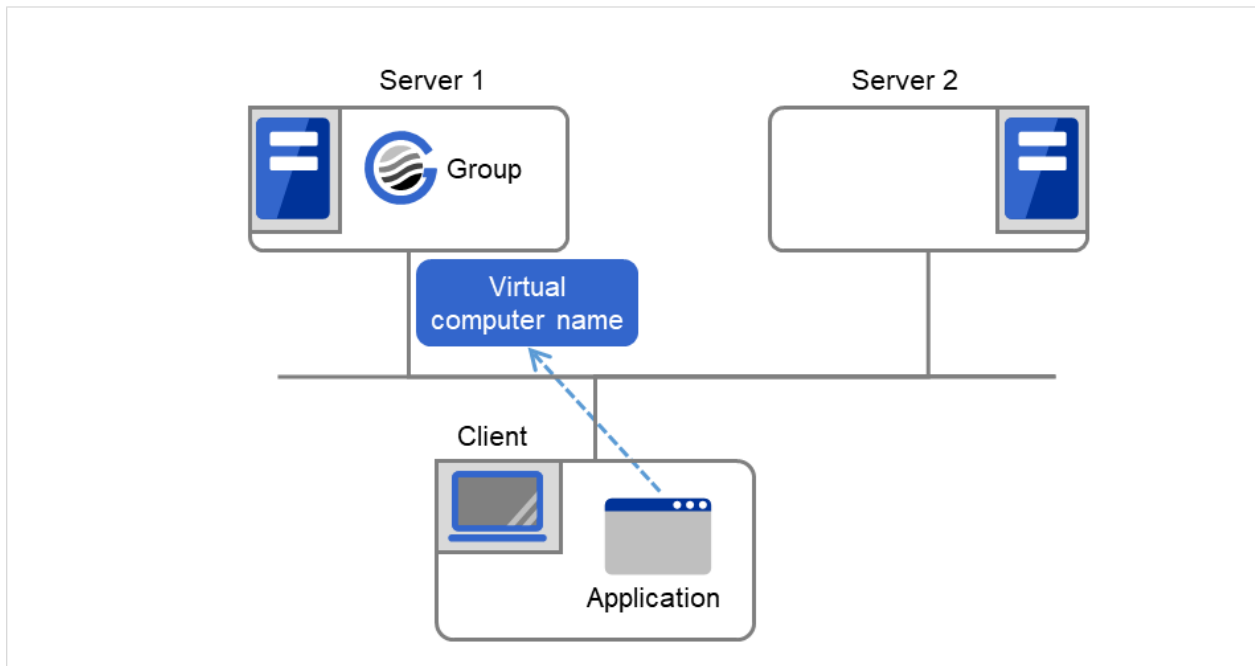 Server 1
Server 2
Group
Virtual
computer name
Client
Application